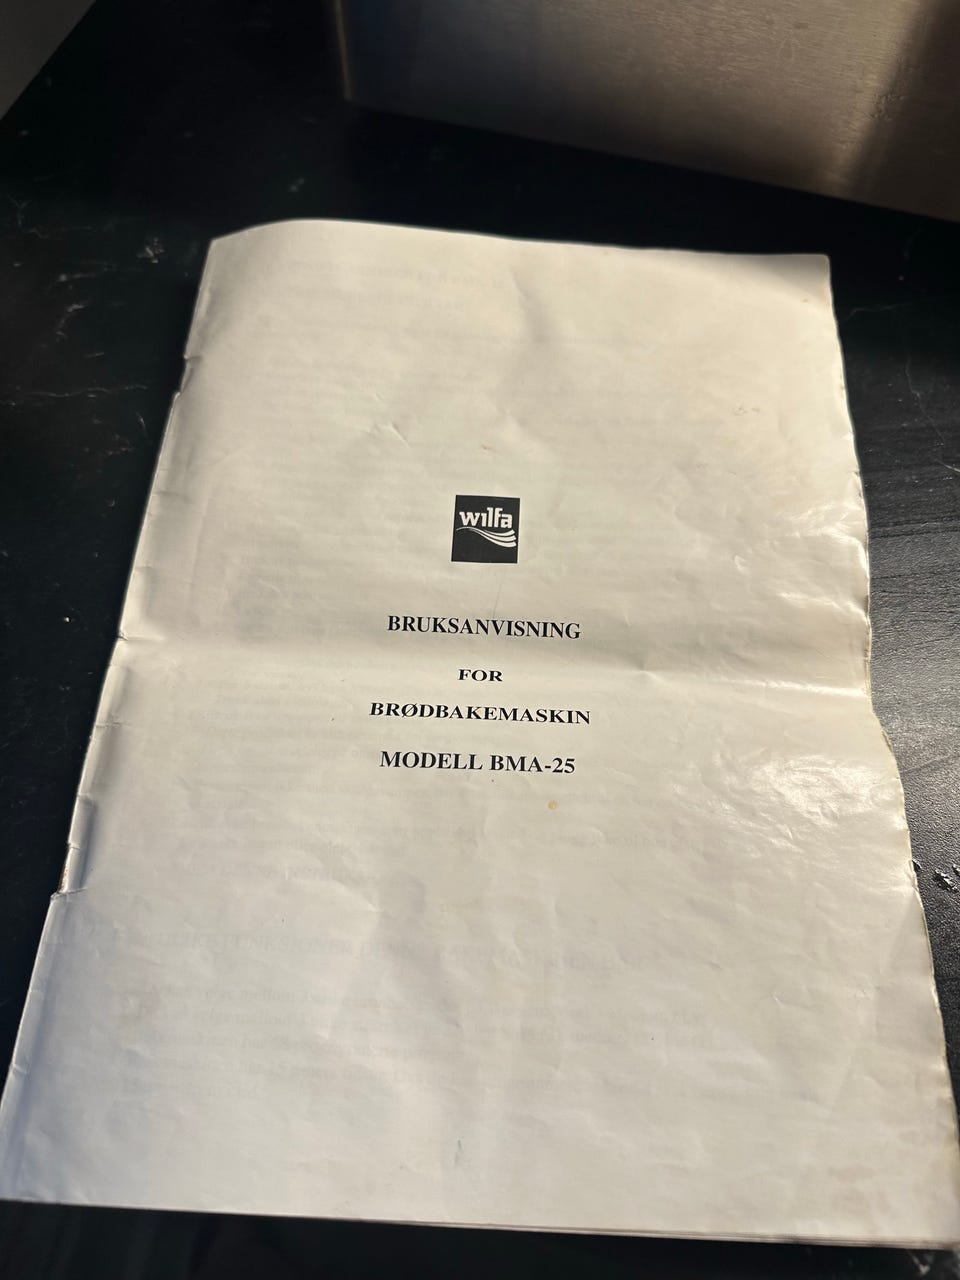 wilfa
BRUKSANVISNING
FOR
BRØDBAKEMASKIN
MODELL BMA-25